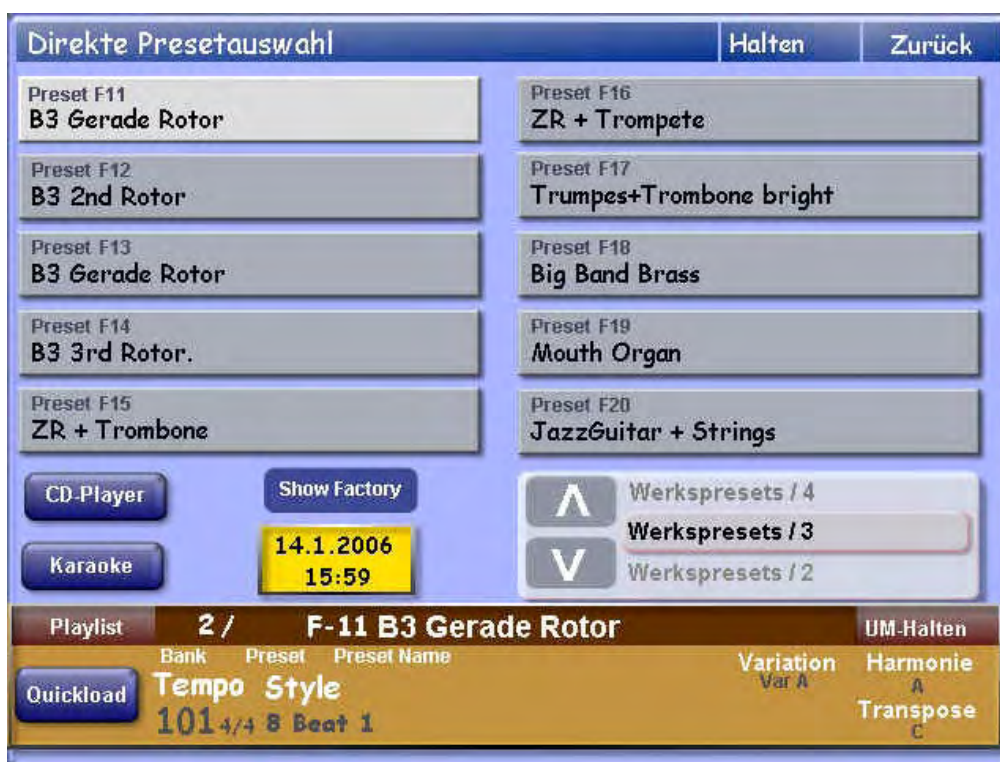 Direkte Presetauswahl Halten Zurück
Preset F11
B3 Gerade Rotor
Preset F12
B3 2nd Rotor
Preset F13
B3 Gerade Rotor
Preset F14
B3 3rd Rotor.
Preset F15
ZR + Trombone
Preset F16
ZR + Trompete
Preset F17
Trumpes+Trombone bright
Preset F18
Big Band Brass
Preset F19
Mouth Organ
Preset F20
JazzGuitar + Strings
CD-Player
Show Factory
Karaoke
14.1.2006
15:59
Werkspresets / 4
Werkspresets / 3
Werkspresets / 2
Playlist 2 / F-11 B3 Gerade Rotor UM-Halten
Bank Preset Preset Name
Quickload
Tempo Style
101 4/4 8 Beat 1
Variation
Var A
Harmonie
A
Transpose
C